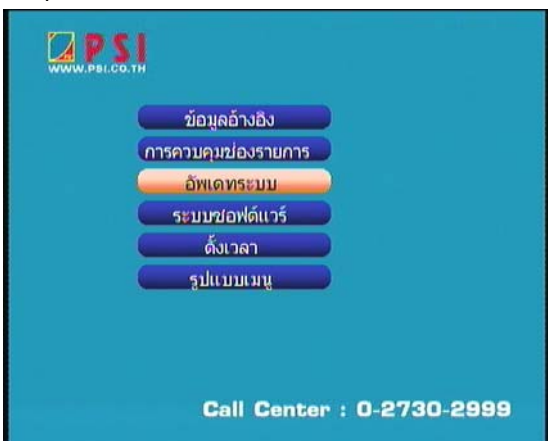 PSI
WWW.PSI.CO.TH
ข้อมูลอ้างอิง
การควบคุมช่องรายการ
อัพเดทระบบ
ระบบซอฟต์แวร์
ตั้งเวลา
รูปแบบเมนู
Call Center : 0-2730-2999